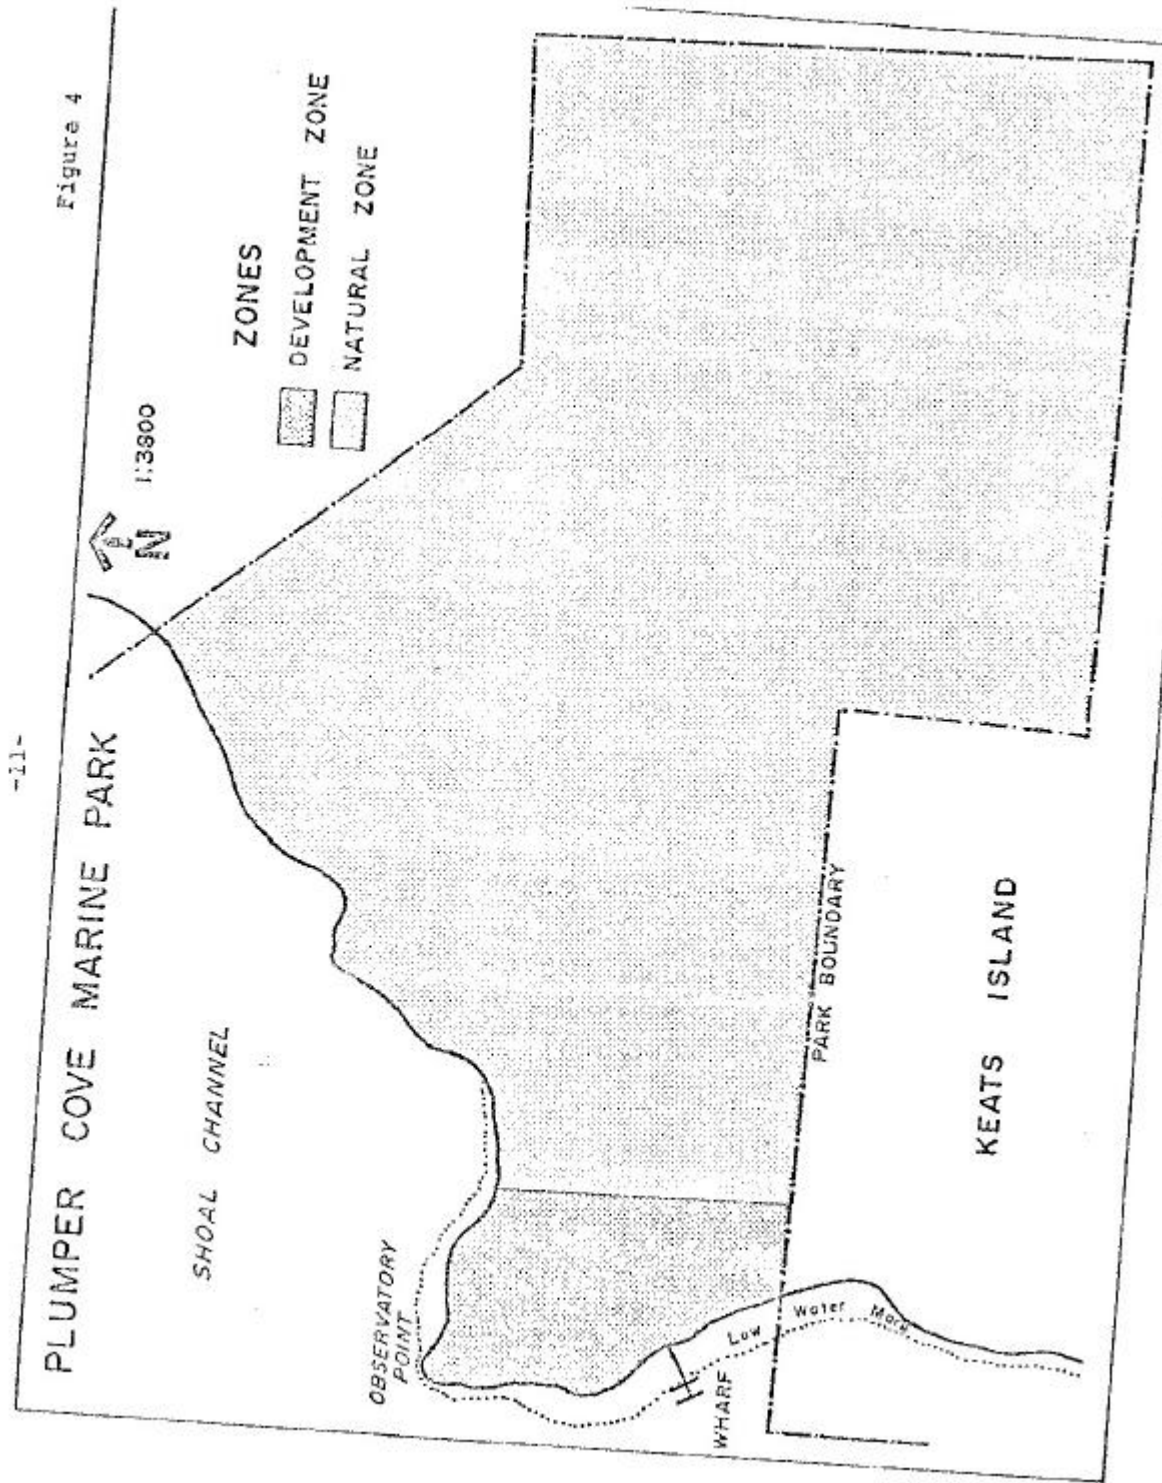 -11-
Figure 4
PLUMPER COVE MARINE PARK
N
1:3800
ZONES
DEVELOPMENT ZONE
NATURAL ZONE
SHOAL CHANNEL
OBSERVATORY
POINT
WHARF
Low Water Mark
PARK BOUNDARY
KEATS ISLAND